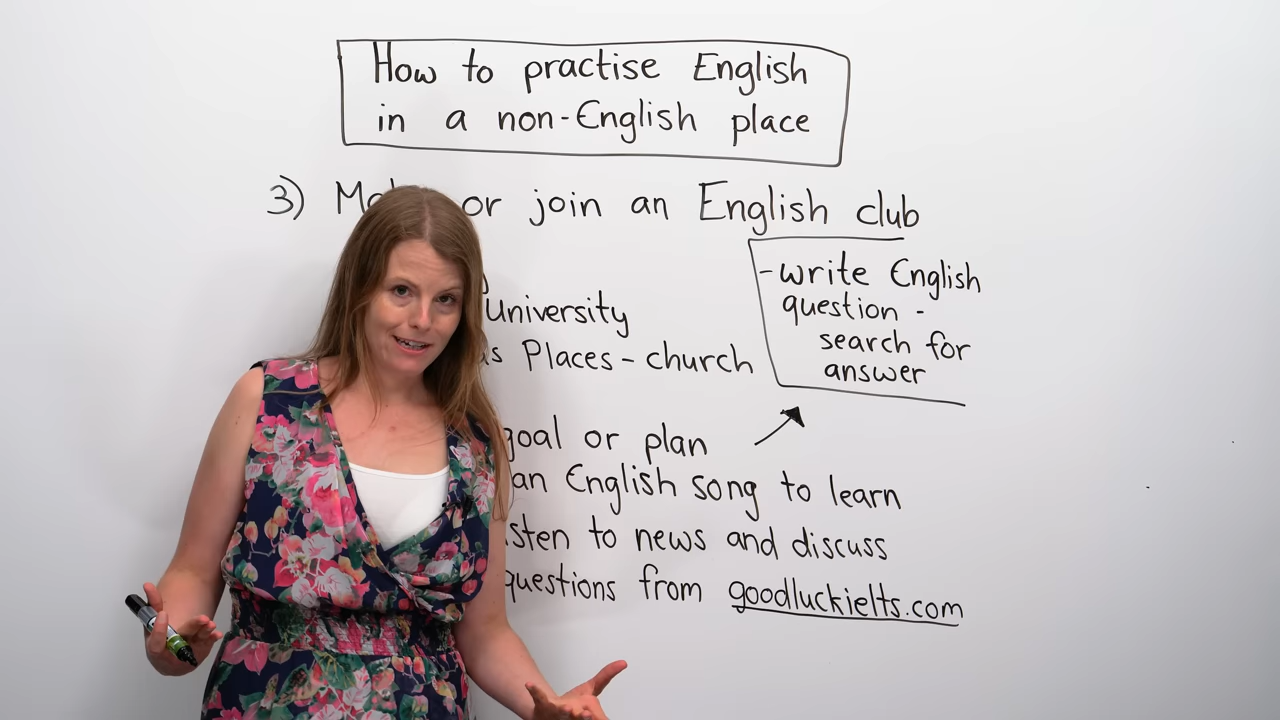 How to practise English
in a non-English place
3) or join an English club
University
Places - church
goal or plan
an English song to learn
to news and discuss
questions from goodluckielts.com
- write English
question -
search for
answer